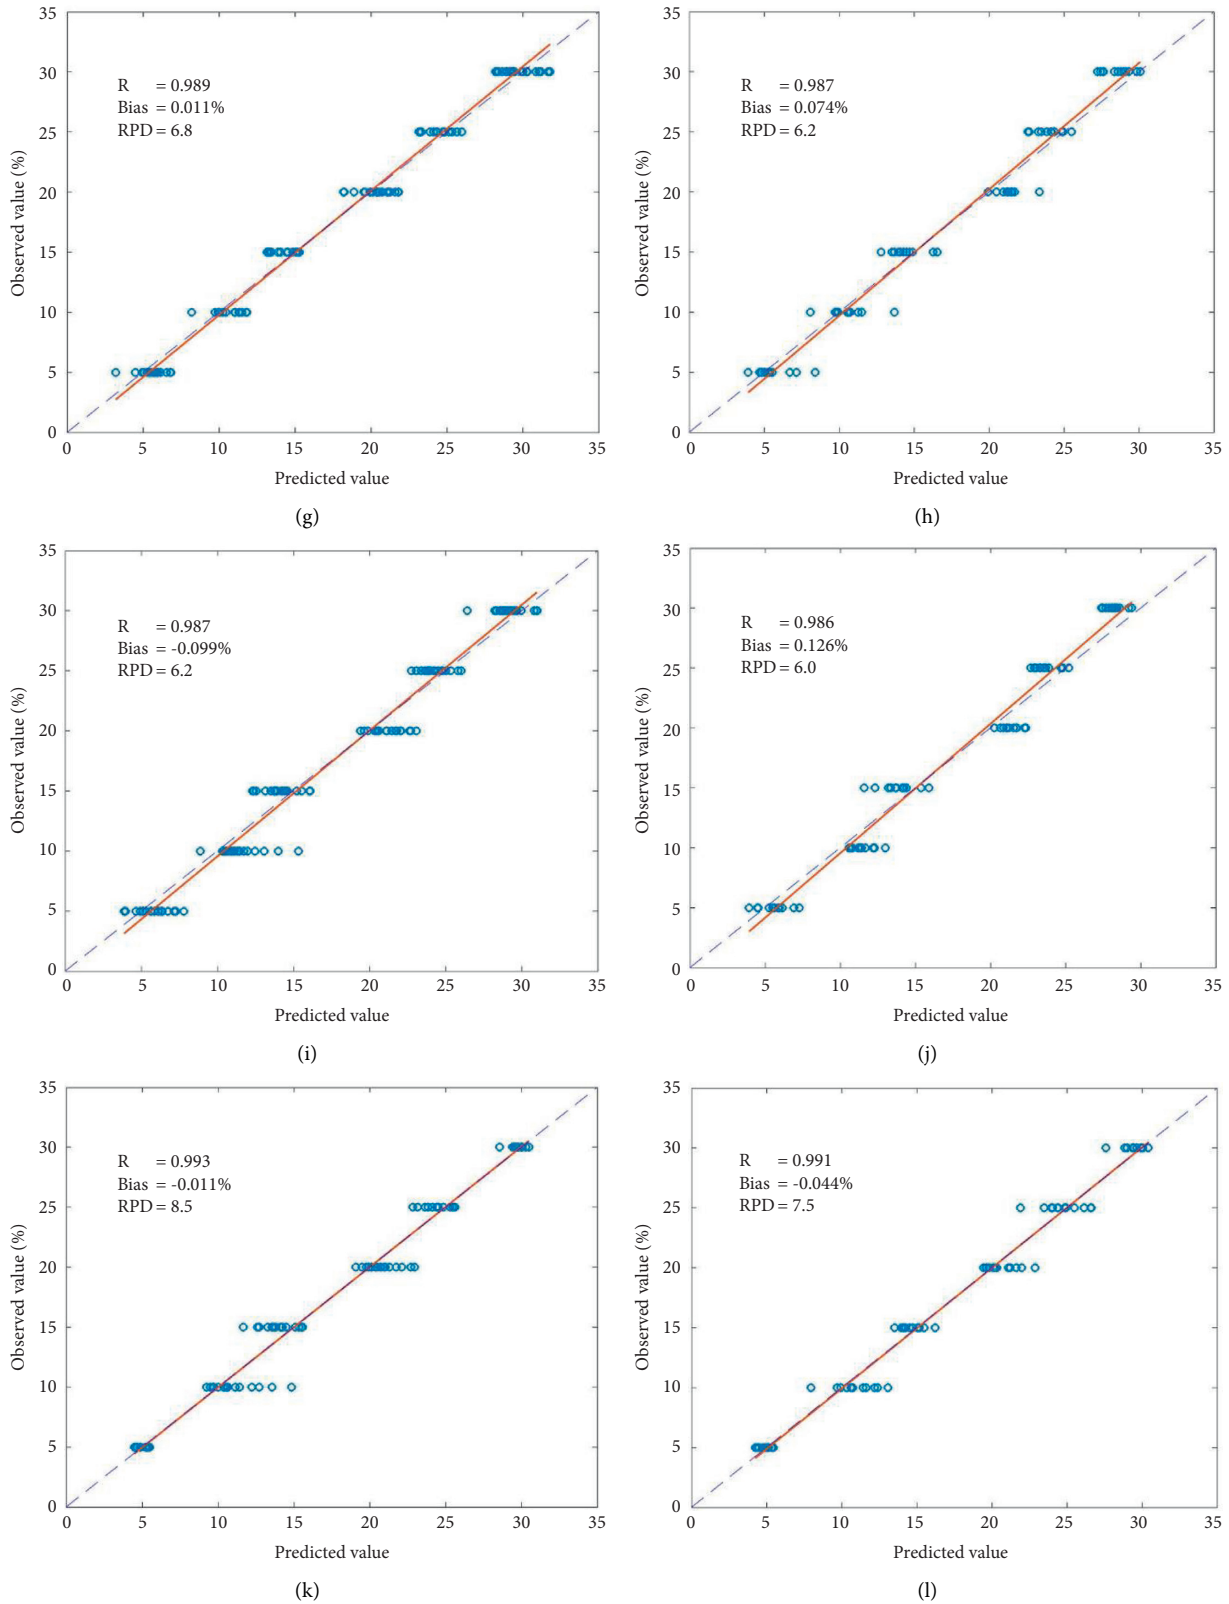 35
30
25
20
15
10
5
0
Observed value (%)
R = 0.989
Bias = 0.011%
RPD = 6.8
0 5 10 15 20 25 30 35
Predicted value
(g)
35
30
25
20
15
10
5
0
Observed value (%)
R = 0.987
Bias = 0.074%
RPD = 6.2
0 5 10 15 20 25 30 35
Predicted value
(h)
35
30
25
20
15
10
5
0
Observed value (%)
R = 0.987
Bias = -0.099%
RPD = 6.2
0 5 10 15 20 25 30 35
Predicted value
(i)
35
30
25
20
15
10
5
0
Observed value (%)
R = 0.986
Bias = 0.126%
RPD = 6.0
0 5 10 15 20 25 30 35
Predicted value
(j)
35
30
25
20
15
10
5
0
Observed value (%)
R = 0.993
Bias = -0.011%
RPD = 8.5
0 5 10 15 20 25 30 35
Predicted value
(k)
35
30
25
20
15
10
5
0
Observed value (%)
R = 0.991
Bias = -0.044%
RPD = 7.5
0 5 10 15 20 25 30 35
Predicted value
(l)